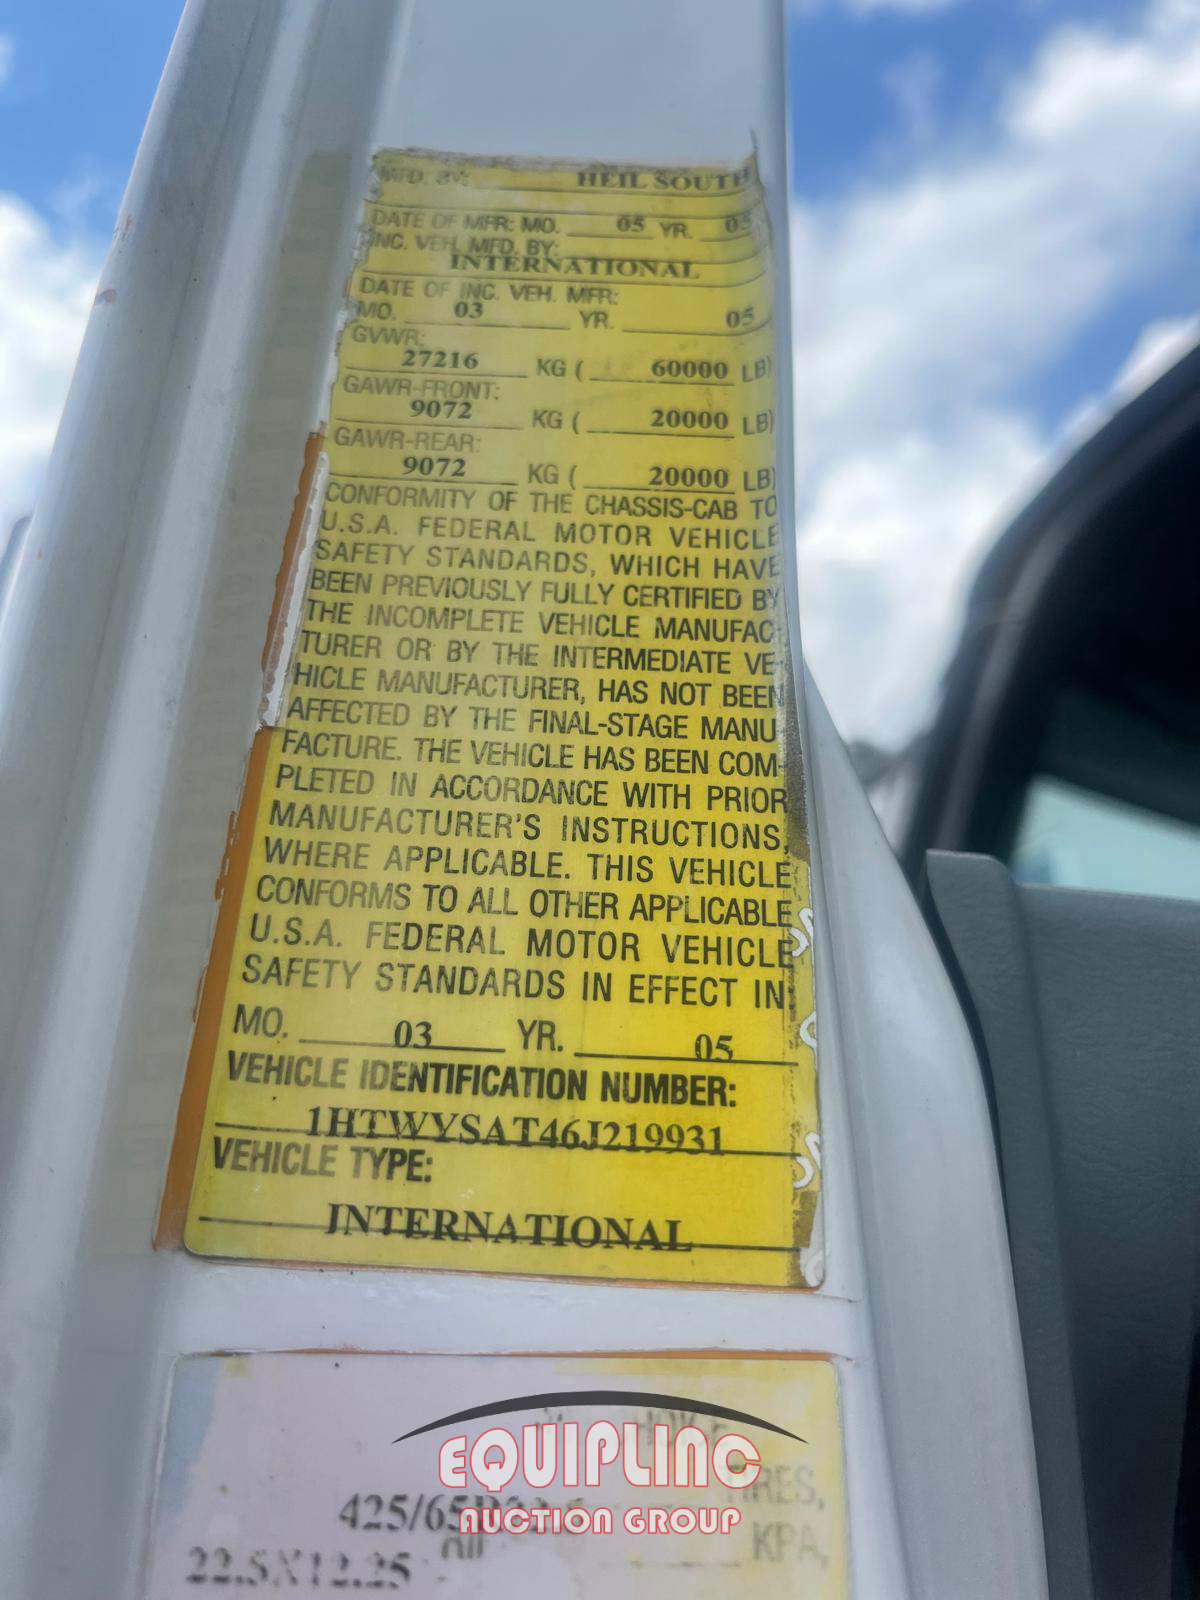 MFD. BY: HEIL SOUTH
DATE OF MFR: MO. 05 YR. 05
INC. VEH. MFD. BY:
INTERNATIONAL
DATE OF INC. VEH. MFR:
MO. 03 YR. 05
GVWR:
27216 KG ( 60000 LB)
GAWR-FRONT:
9072 KG ( 20000 LB)
GAWR-REAR:
9072 KG ( 20000 LB)
CONFORMITY OF THE CHASSIS-CAB TO
U.S.A. FEDERAL MOTOR VEHICLE
SAFETY STANDARDS, WHICH HAVE
BEEN PREVIOUSLY FULLY CERTIFIED BY
THE INCOMPLETE VEHICLE MANUFAC-
TURER OR BY THE INTERMEDIATE VE-
HICLE MANUFACTURER, HAS NOT BEEN
AFFECTED BY THE FINAL-STAGE MANU-
FACTURE. THE VEHICLE HAS BEEN COM-
PLETED IN ACCORDANCE WITH PRIOR
MANUFACTURER'S INSTRUCTIONS,
WHERE APPLICABLE. THIS VEHICLE
CONFORMS TO ALL OTHER APPLICABLE
U.S.A. FEDERAL MOTOR VEHICLE
SAFETY STANDARDS IN EFFECT IN
MO. 03 YR. 05
VEHICLE IDENTIFICATION NUMBER:
1HTWYSAT46J219931
VEHICLE TYPE:
INTERNATIONAL
EQUIPLINC
AUCTION GROUP
TIRES,
425/65R22.5
KPA,
22.5X12.25